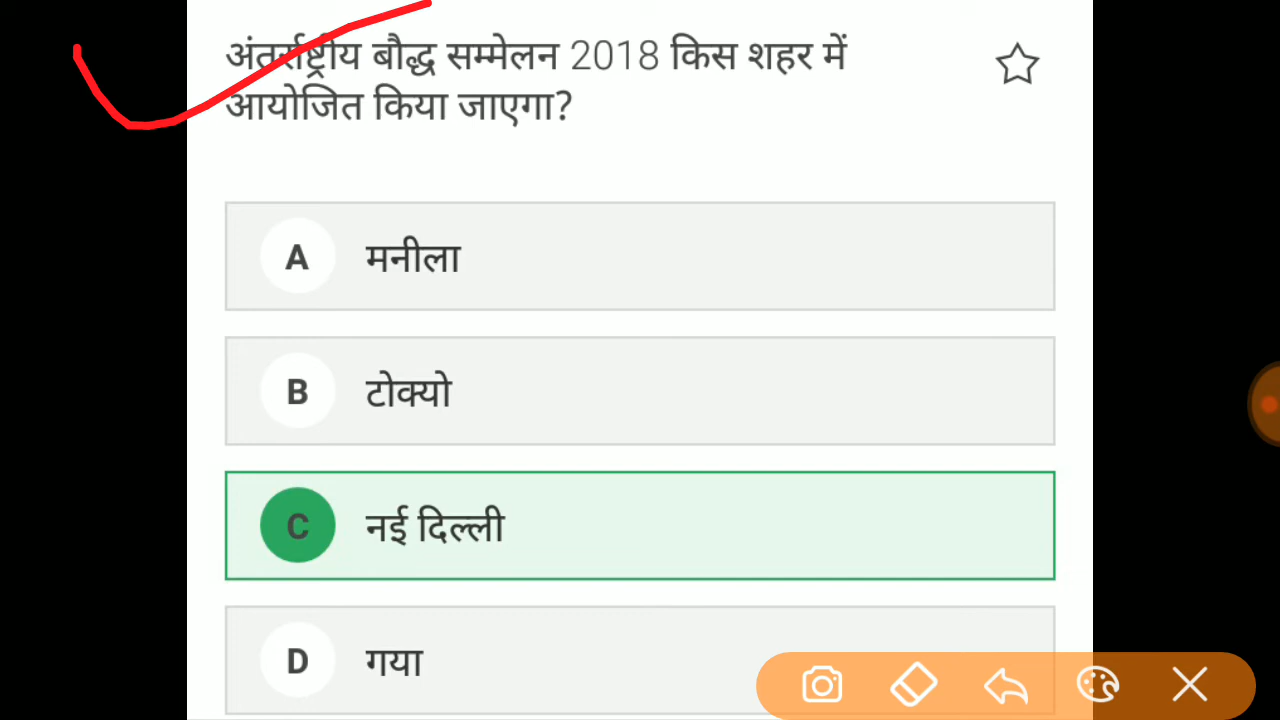 अंतर्राष्ट्रीय बौद्ध सम्मेलन 2018 किस शहर में
आयोजित किया जाएगा?
A मनीला
B टोक्यो
C नई दिल्ली
D गया